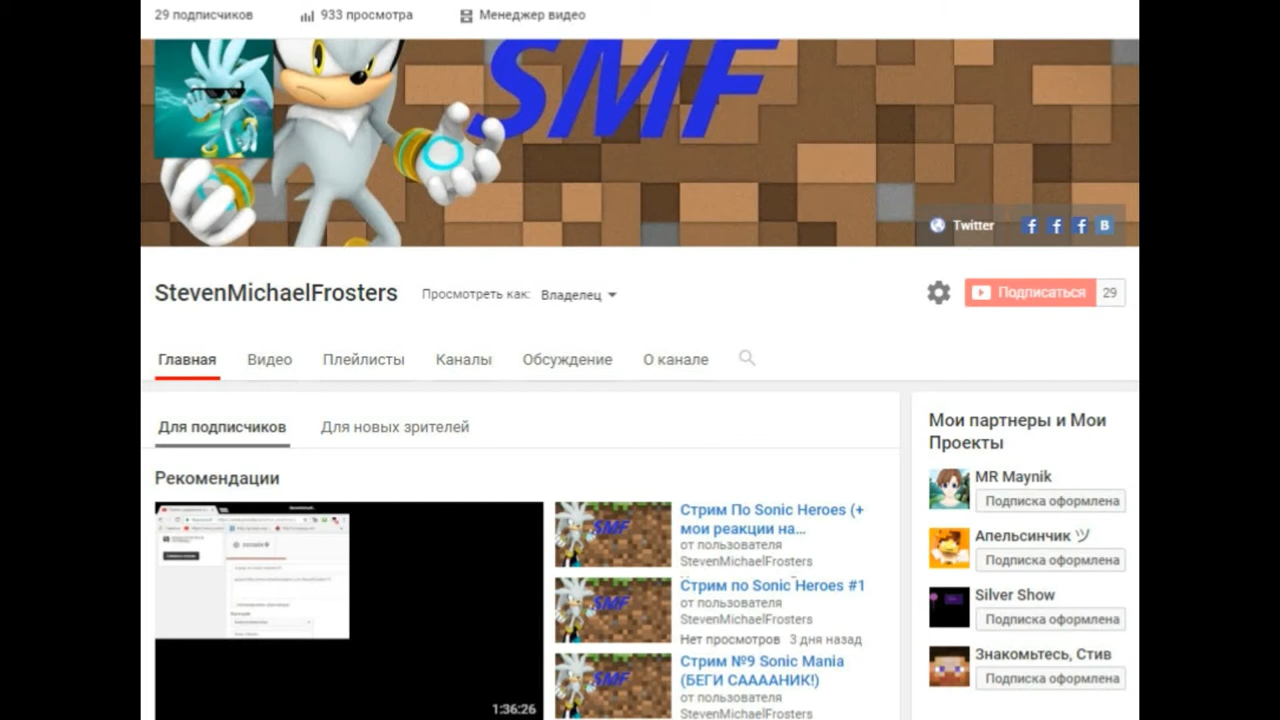 29 подписчиков
933 просмотра
Менеджер видео
SMF
Twitter
StevenMichaelFrosters
Просмотреть как: Владелец
Подписаться
29
Главная
Видео
Плейлисты
Каналы
Обсуждение
О канале
Для подписчиков
Для новых зрителей
Рекомендации
1:36:26
SMF
Стрим По Sonic Heroes (+
мои реакции на...
от пользователя
StevenMichaelFrosters
SMF
Стрим по Sonic Heroes #1
от пользователя
StevenMichaelFrosters
Нет просмотров 3 дня назад
SMF
Стрим №9 Sonic Mania
(БЕГИ СААААНИК!)
от пользователя
StevenMichaelFrosters
Мои партнеры и Мои
Проекты
MR Maynik
Подписка оформлена
Апельсинчик ツ
Подписка оформлена
Silver Show
Подписка оформлена
Знакомьтесь, Стив
Подписка оформлена